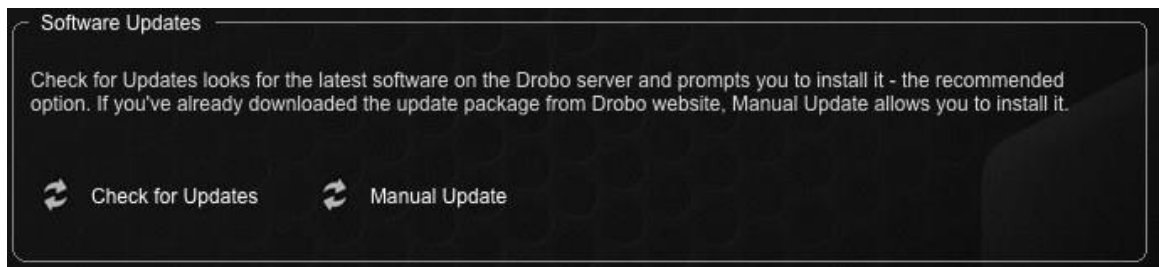 Software Updates
Check for Updates looks for the latest software on the Drobo server and prompts you to install it - the recommended
option. If you've already downloaded the update package from Drobo website, Manual Update allows you to install it.
Check for Updates
Manual Update